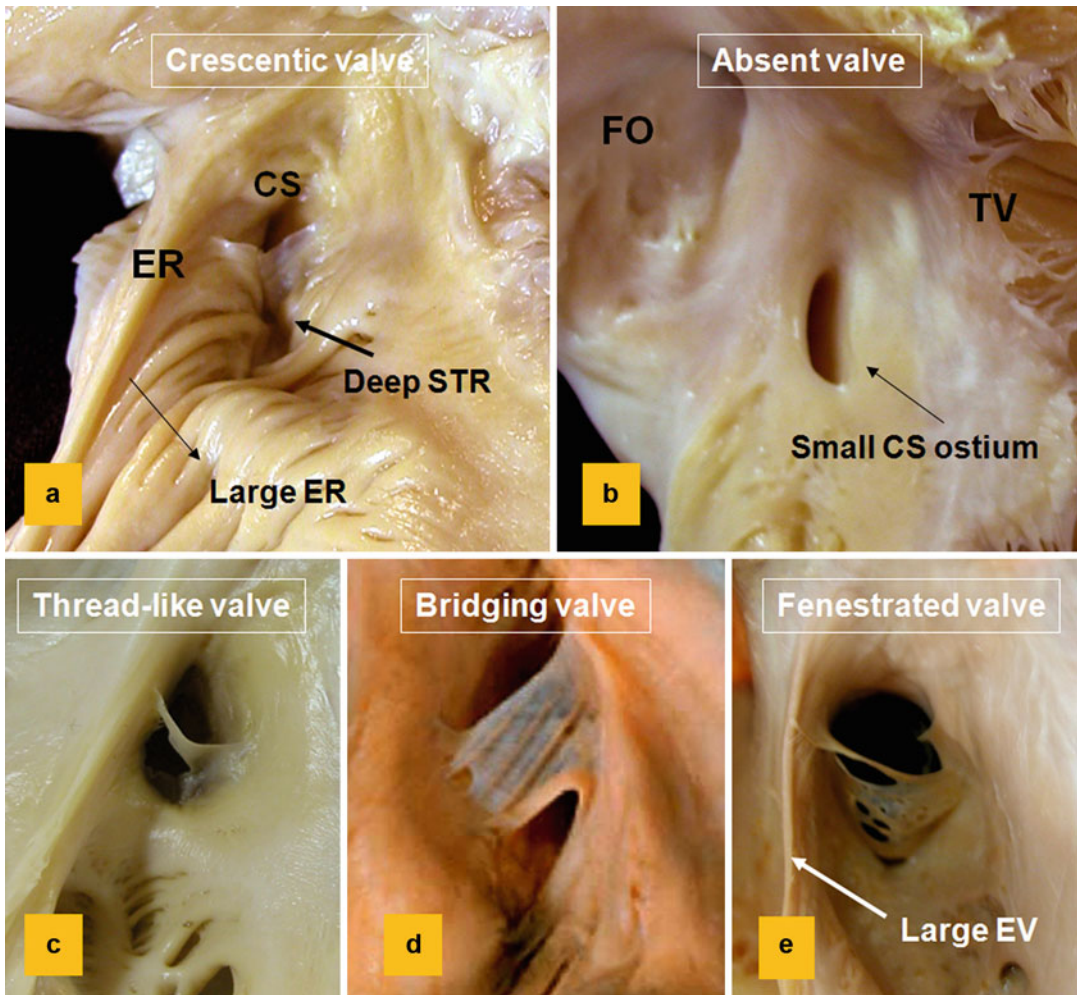 Crescentic valve
CS
ER
Deep STR
Large ER
a
Absent valve
FO
TV
Small CS ostium
b
Thread-like valve
c
Bridging valve
d
Fenestrated valve
Large EV
e